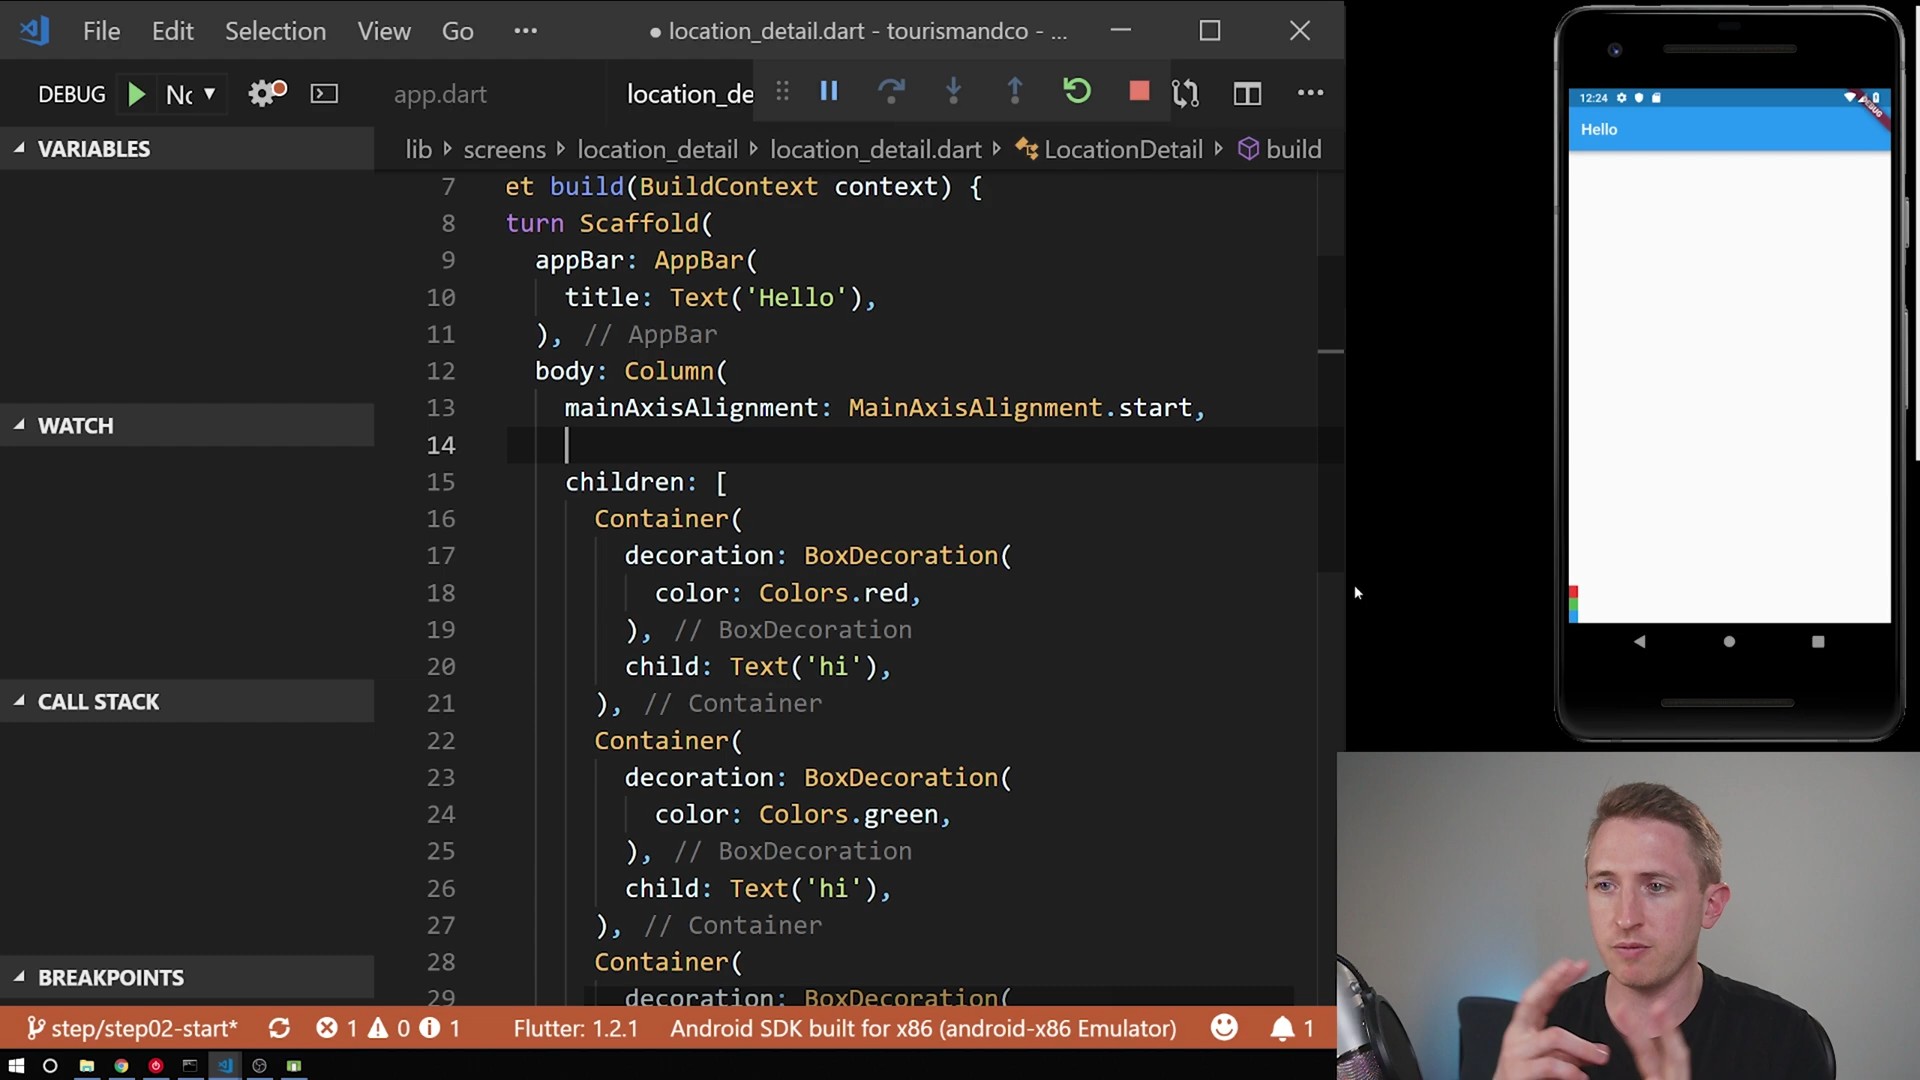 File Edit Selection View Go ··· ● location_detail.dart - tourismandco - ...
DEBUG Nc app.dart location_de
VARIABLES
WATCH
CALL STACK
BREAKPOINTS
lib screens location_detail location_detail.dart LocationDetail build
7 et build(BuildContext context) {
8 turn Scaffold(
9 appBar: AppBar(
10 title: Text('Hello'),
11 ), // AppBar
12 body: Column(
13 mainAxisAlignment: MainAxisAlignment.start,
14
15 children: [
16 Container(
17 decoration: BoxDecoration(
18 color: Colors.red,
19 ), // BoxDecoration
20 child: Text('hi'),
21 ), // Container
22 Container(
23 decoration: BoxDecoration(
24 color: Colors.green,
25 ), // BoxDecoration
26 child: Text('hi'),
27 ), // Container
28 Container(
29 decoration: BoxDecoration(
step/step02-start* 1 0 1 Flutter: 1.2.1 Android SDK built for x86 (android-x86 Emulator) 1
12:24
DEBUG
Hello